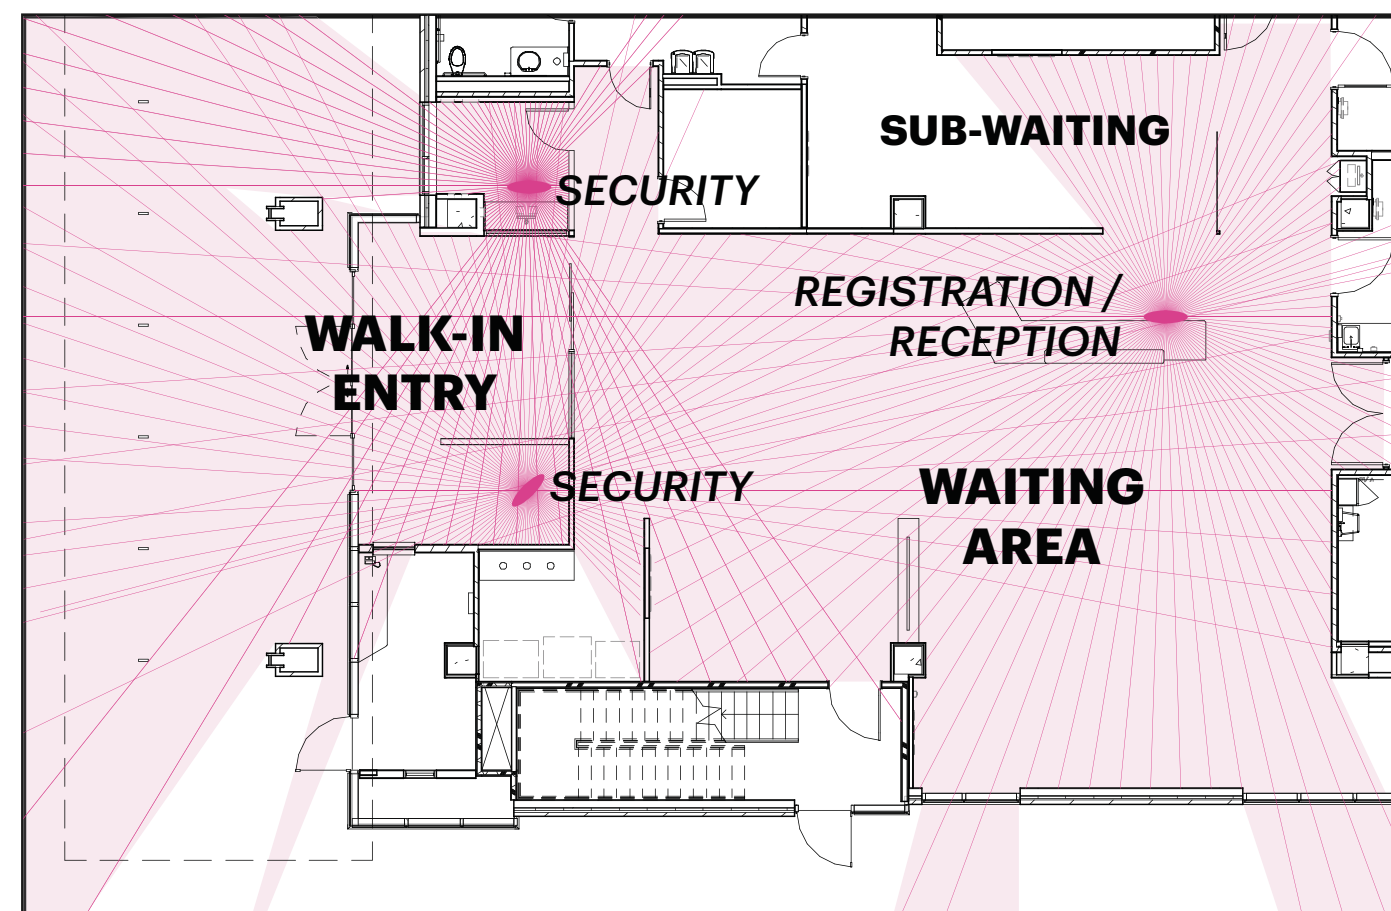 SUB-WAITING
SECURITY
REGISTRATION /
RECEPTION
WALK-IN
ENTRY
SECURITY
WAITING
AREA